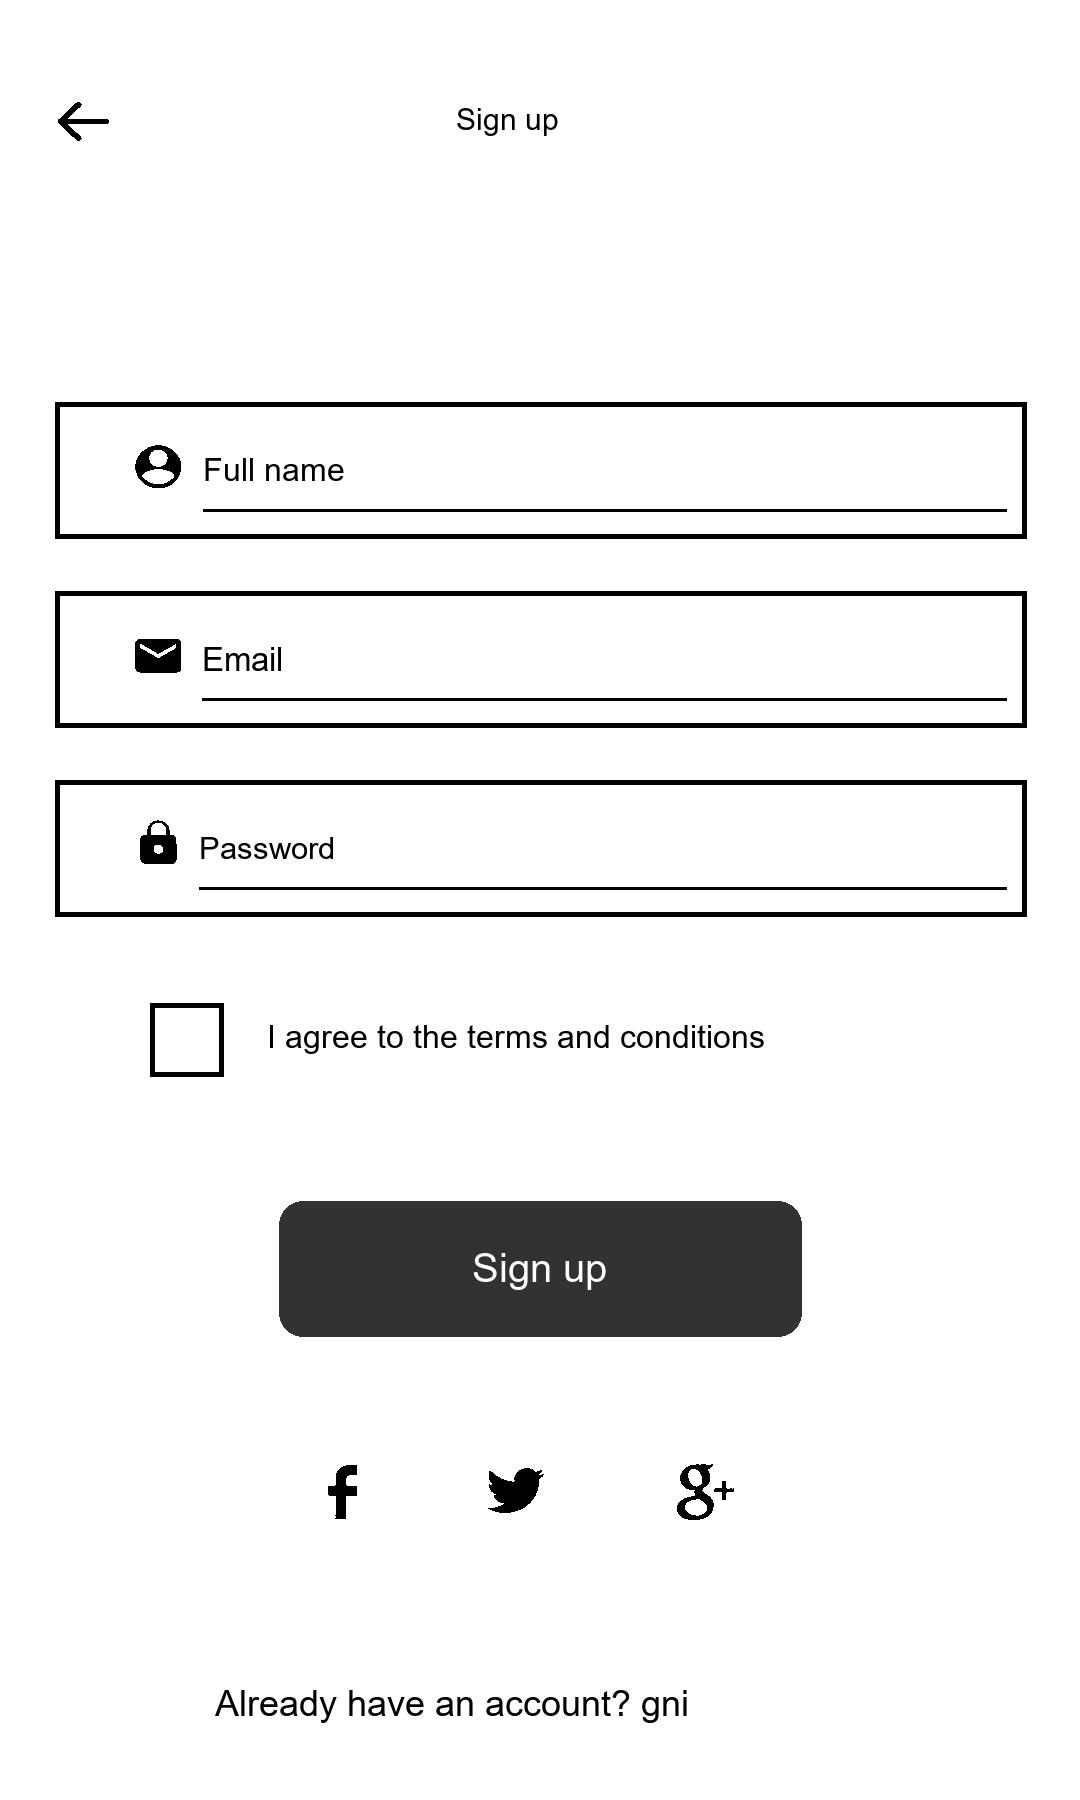 Sign up
Full name
Email
Password
I agree to the terms and conditions
Sign up
Already have an account? gni